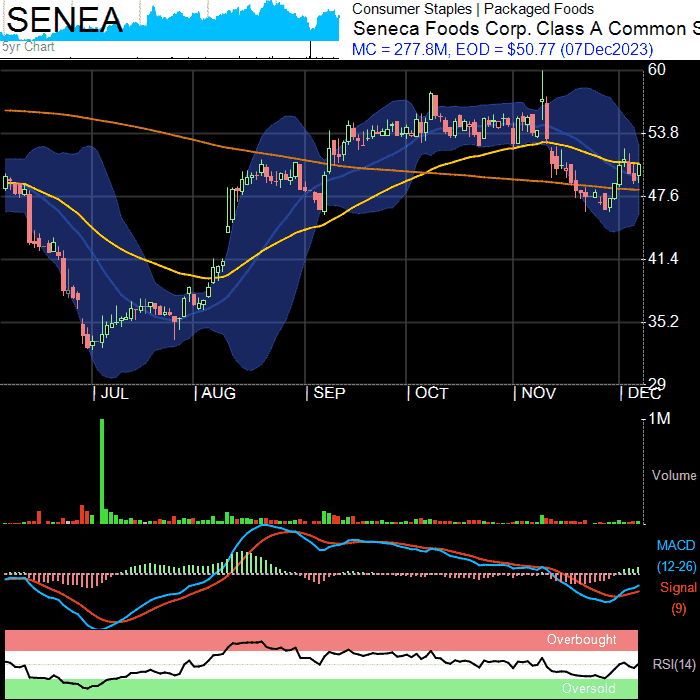 SENEA
5yr Chart
Consumer Staples | Packaged Foods
Seneca Foods Corp. Class A Common S
MC = 277.8M, EOD = $50.77 (07Dec2023)
60
53.8
47.6
41.4
35.2
29
JUL AUG SEP OCT NOV DEC
1M
Volume
MACD
(12-26)
Signal
(9)
Overbought
RSI(14)
Oversold